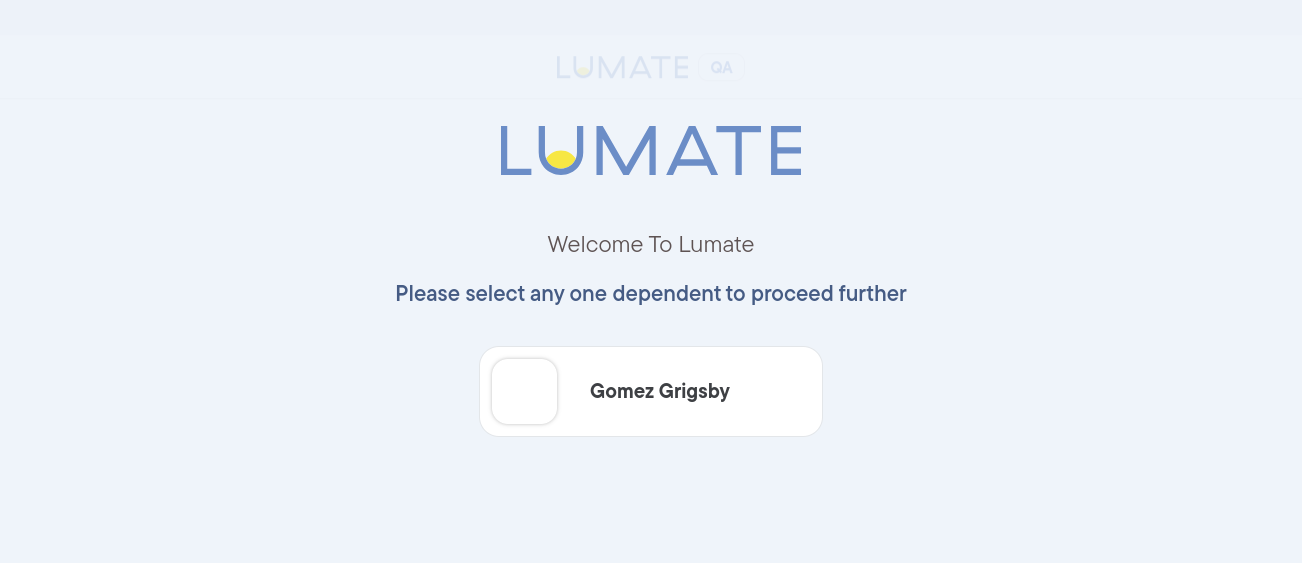 LUMATE QA
LUMATE
Welcome To Lumate
Please select any one dependent to proceed further
Gomez Grigsby